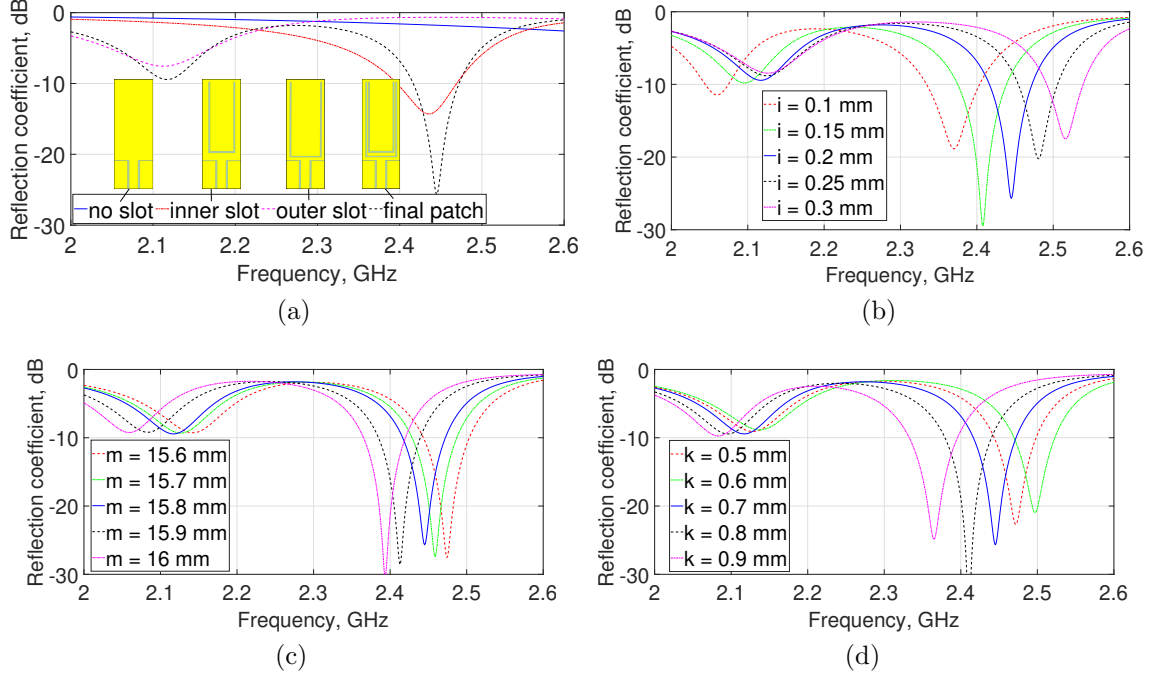 Reflection coefficient, dB
0
-10
-20
-30
no slot inner slot outer slot final patch
2 2.1 2.2 2.3 2.4 2.5 2.6
Frequency, GHz
(a)
Reflection coefficient, dB
0
-10
-20
-30
i = 0.1 mm
i = 0.15 mm
i = 0.2 mm
i = 0.25 mm
i = 0.3 mm
2 2.1 2.2 2.3 2.4 2.5 2.6
Frequency, GHz
(b)
Reflection coefficient, dB
0
-10
-20
-30
m = 15.6 mm
m = 15.7 mm
m = 15.8 mm
m = 15.9 mm
m = 16 mm
2 2.1 2.2 2.3 2.4 2.5 2.6
Frequency, GHz
(c)
Reflection coefficient, dB
0
-10
-20
-30
k = 0.5 mm
k = 0.6 mm
k = 0.7 mm
k = 0.8 mm
k = 0.9 mm
2 2.1 2.2 2.3 2.4 2.5 2.6
Frequency, GHz
(d)